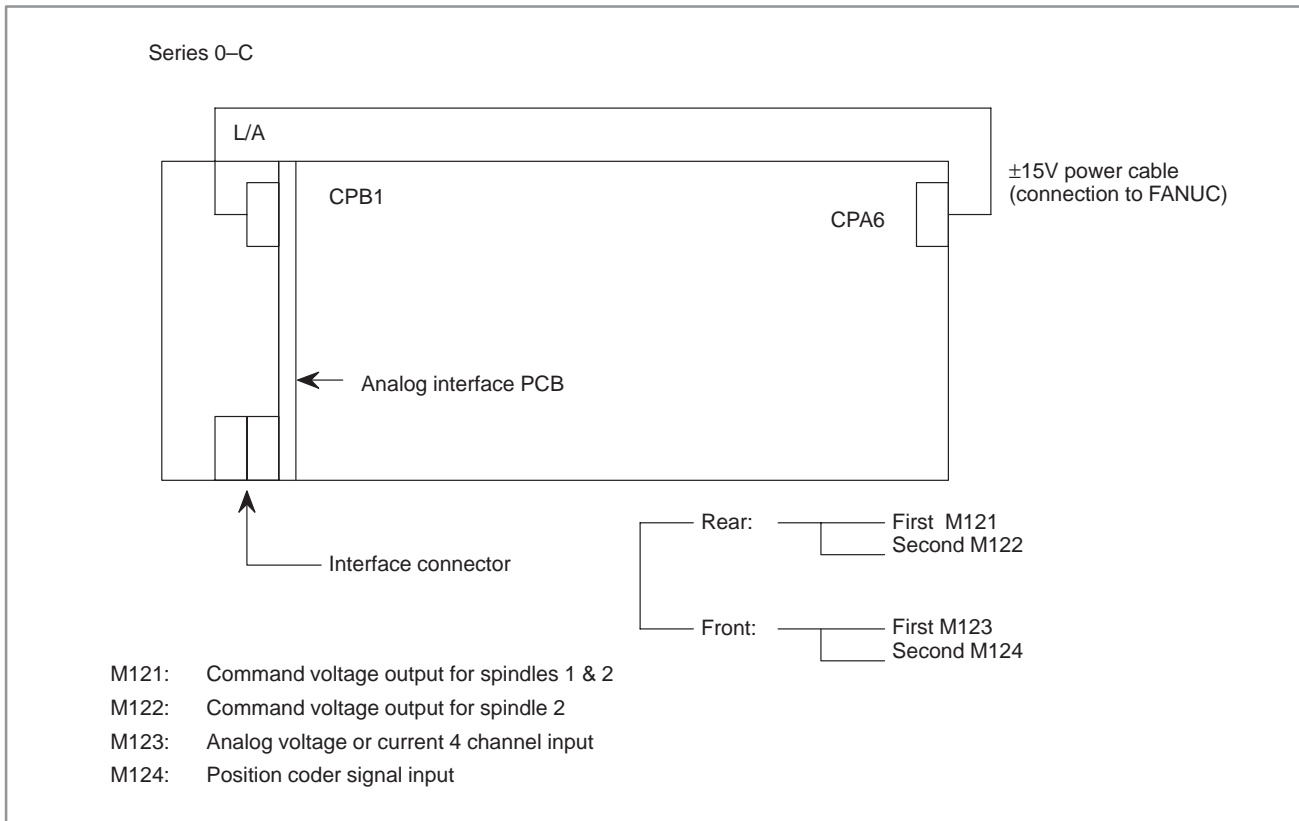 Series 0–C
L/A
CPB1
CPA6
±15V power cable
(connection to FANUC)
Analog interface PCB
Interface connector
Rear:
First M121
Second M122
Front:
First M123
Second M124
M121: Command voltage output for spindles 1 & 2
M122: Command voltage output for spindle 2
M123: Analog voltage or current 4 channel input
M124: Position coder signal input